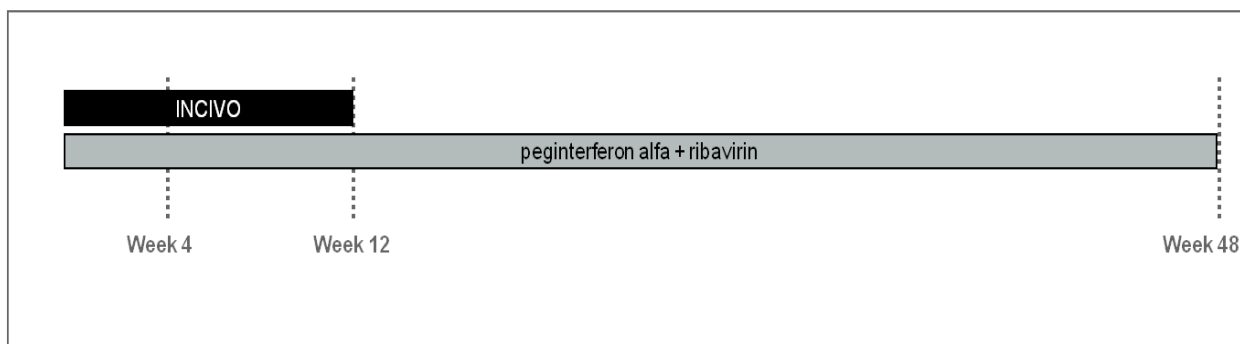 INCIVO
peginterferon alfa + ribavirin
Week 4
Week 12
Week 48